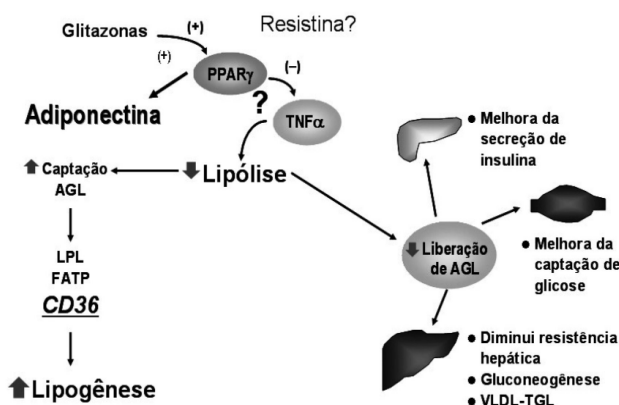 Glitazonas
(+)
Resistina?
(+)
PPARγ
(–)
Adiponectina
?
TNFα
Lipólise
Captação
AGL
LPL
FATP
CD36
Lipogênese
Liberação
de AGL
● Melhora da
secreção de
insulina
● Melhora da
captação de
glicose
● Diminui resistência
hepática
● Gluconeogênese
● VLDL-TGL